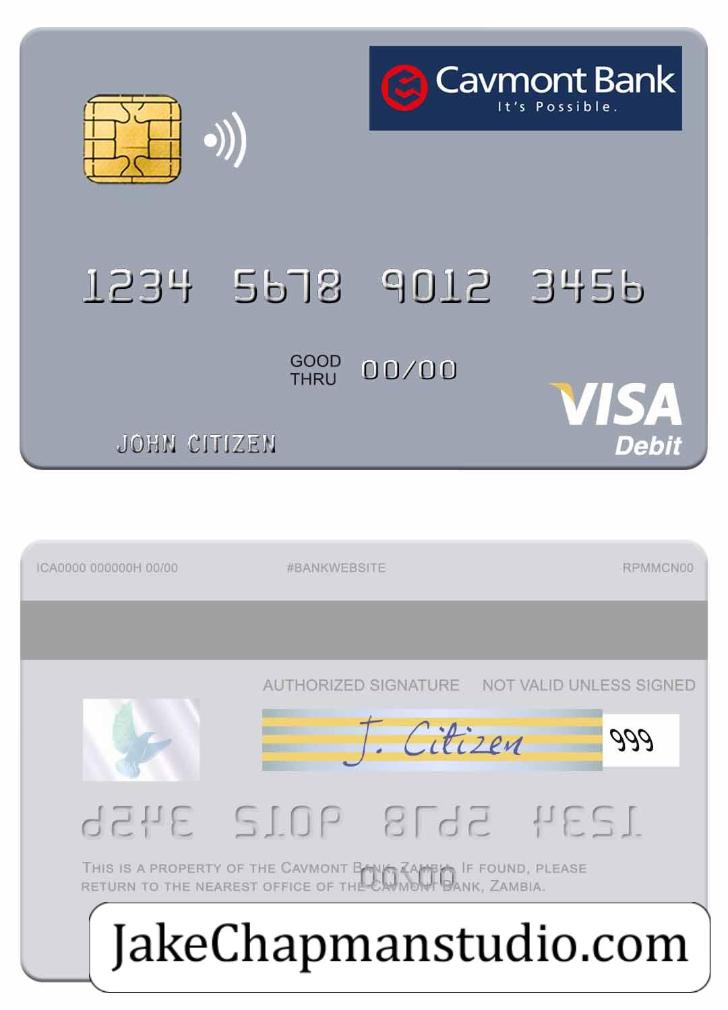 Cavmont Bank
It's Possible.
1234 5678 9012 3456
GOOD THRU 00/00
VISA
Debit
JOHN CITIZEN
ICA0000 000000H 00/00 #BANKWEBSITE RPMMCN00
AUTHORIZED SIGNATURE NOT VALID UNLESS SIGNED
J. Citizen 999
THIS IS A PROPERTY OF THE CAVMONT BANK, ZAMBIA. IF FOUND, PLEASE
RETURN TO THE NEAREST OFFICE OF THE CAVMONT BANK, ZAMBIA.
JakeChapmanstudio.com